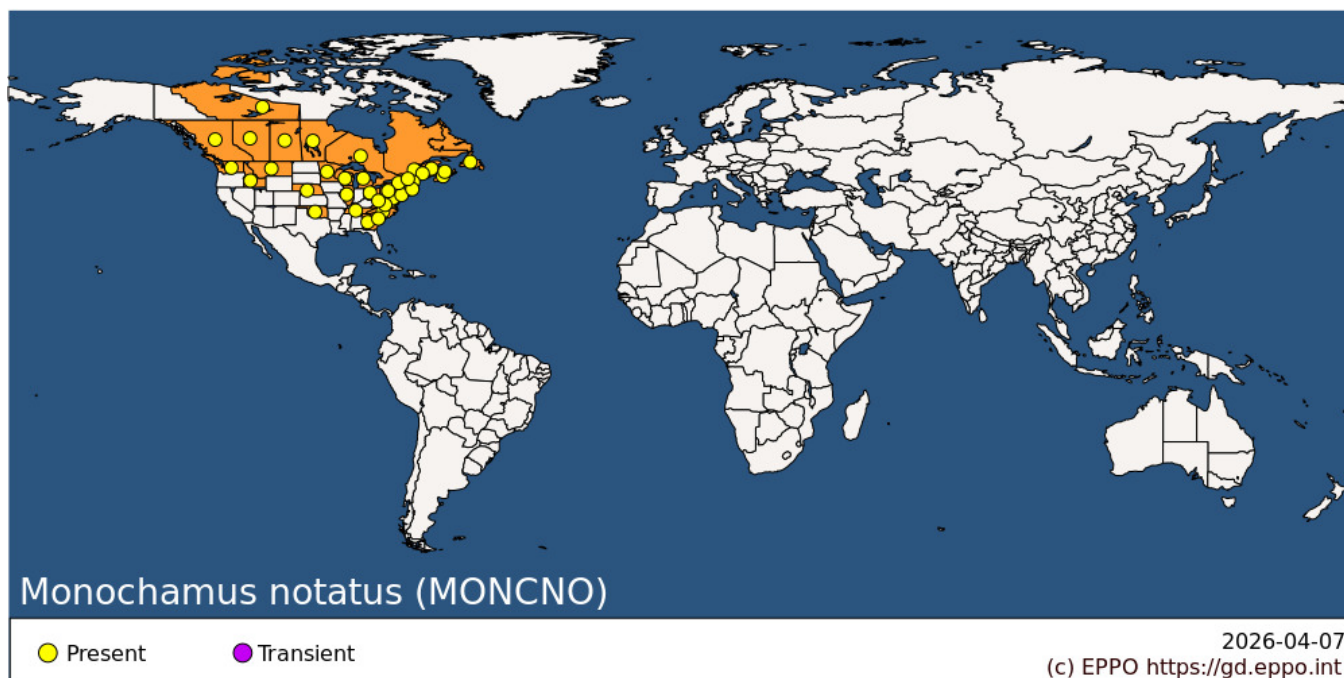 Monochamus notatus (MONCNO)
Present
Transient
2026-04-07
(c) EPPO https://gd.eppo.int